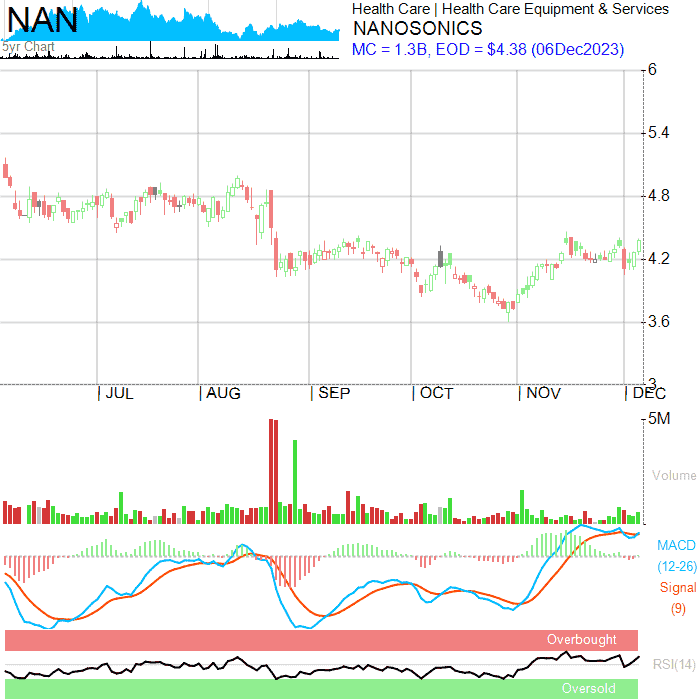 NAN
5yr Chart
Health Care | Health Care Equipment & Services
NANOSONICS
MC = 1.3B, EOD = $4.38 (06Dec2023)
6
5.4
4.8
4.2
3.6
3
| JUL
| AUG
| SEP
| OCT
| NOV
| DEC
5M
Volume
MACD
(12-26)
Signal
(9)
Overbought
RSI(14)
Oversold